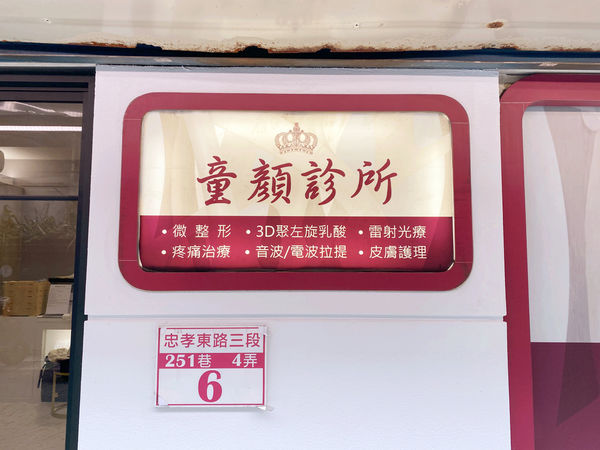 童顏診所
• 微 整 形 • 3D聚左旋乳酸 • 雷射光療
• 疼痛治療 • 音波/電波拉提 • 皮膚護理
忠孝東路三段
251巷 4弄
6